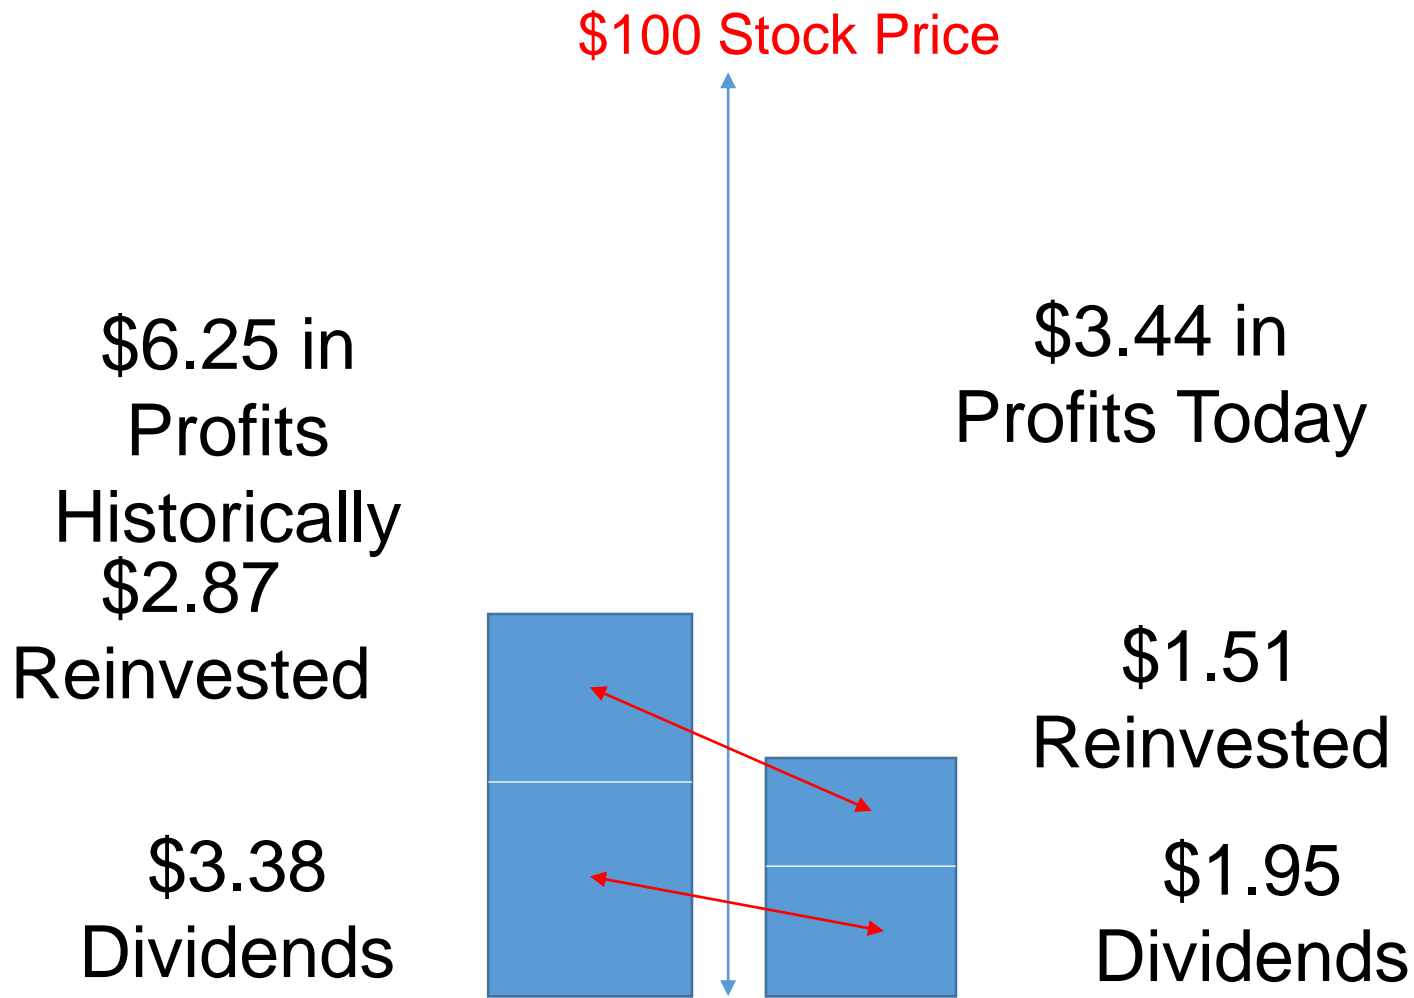 $100 Stock Price
$6.25 in
Profits
Historically
$2.87
Reinvested
$3.38
Dividends
$3.44 in
Profits Today
$1.51
Reinvested
$1.95
Dividends